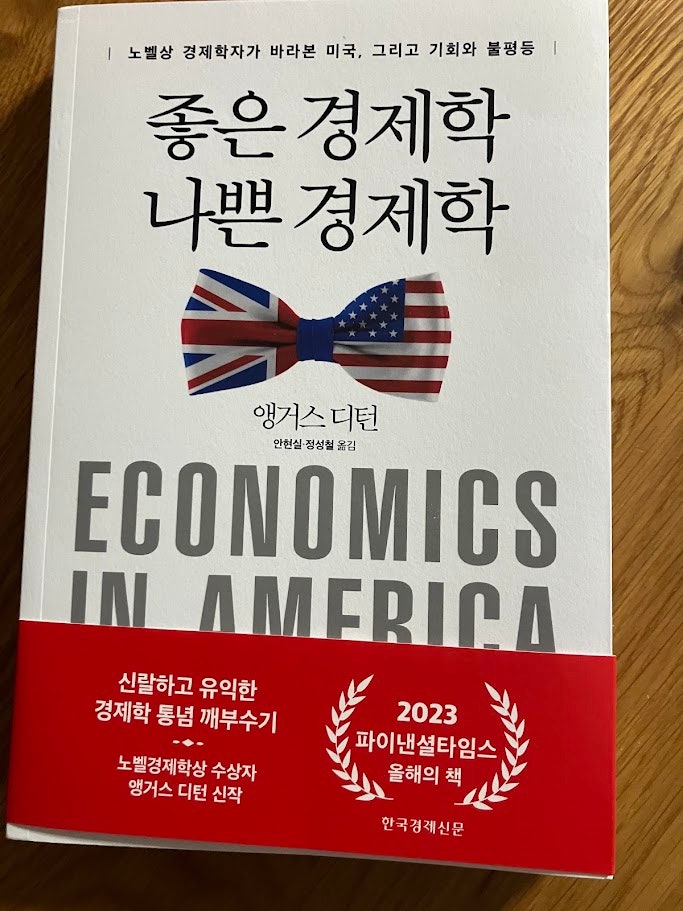 노벨상 경제학자가 바라본 미국, 그리고 기회와 불평등
좋은 경제학
나쁜 경제학
앵거스 디턴
안현실·정성철 옮김
ECONOMICS
IN AMERICA
신랄하고 유익한
경제학 통념 깨부수기
노벨경제학상 수상자
앵거스 디턴 신작
2023
파이낸셜타임스
올해의 책
한국경제신문